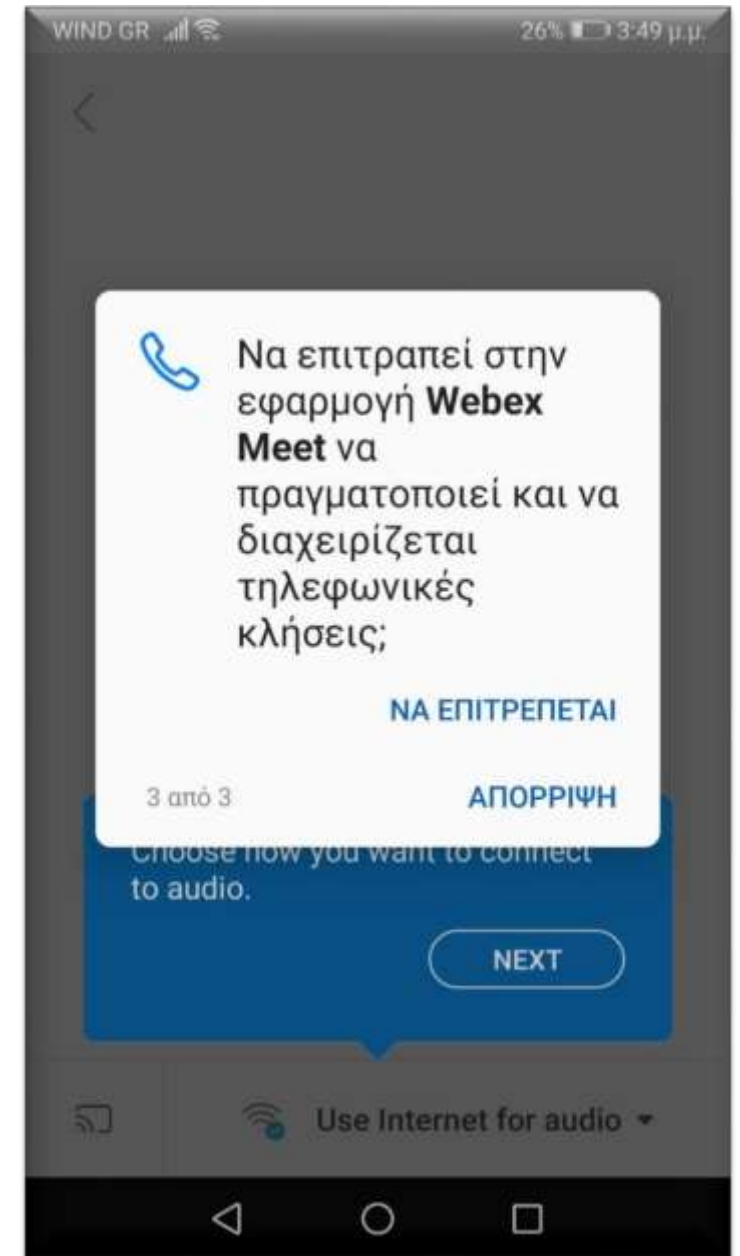 WIND GR 26% 3:49 μ.μ.
Να επιτραπεί στην
εφαρμογή Webex
Meet να
πραγματοποιεί και να
διαχειρίζεται
τηλεφωνικές
κλήσεις;
ΝΑ ΕΠΙΤΡΕΠΕΤΑΙ
3 από 3
ΑΠΟΡΡΙΨΗ
Choose how you want to connect
to audio.
NEXT
Use Internet for audio